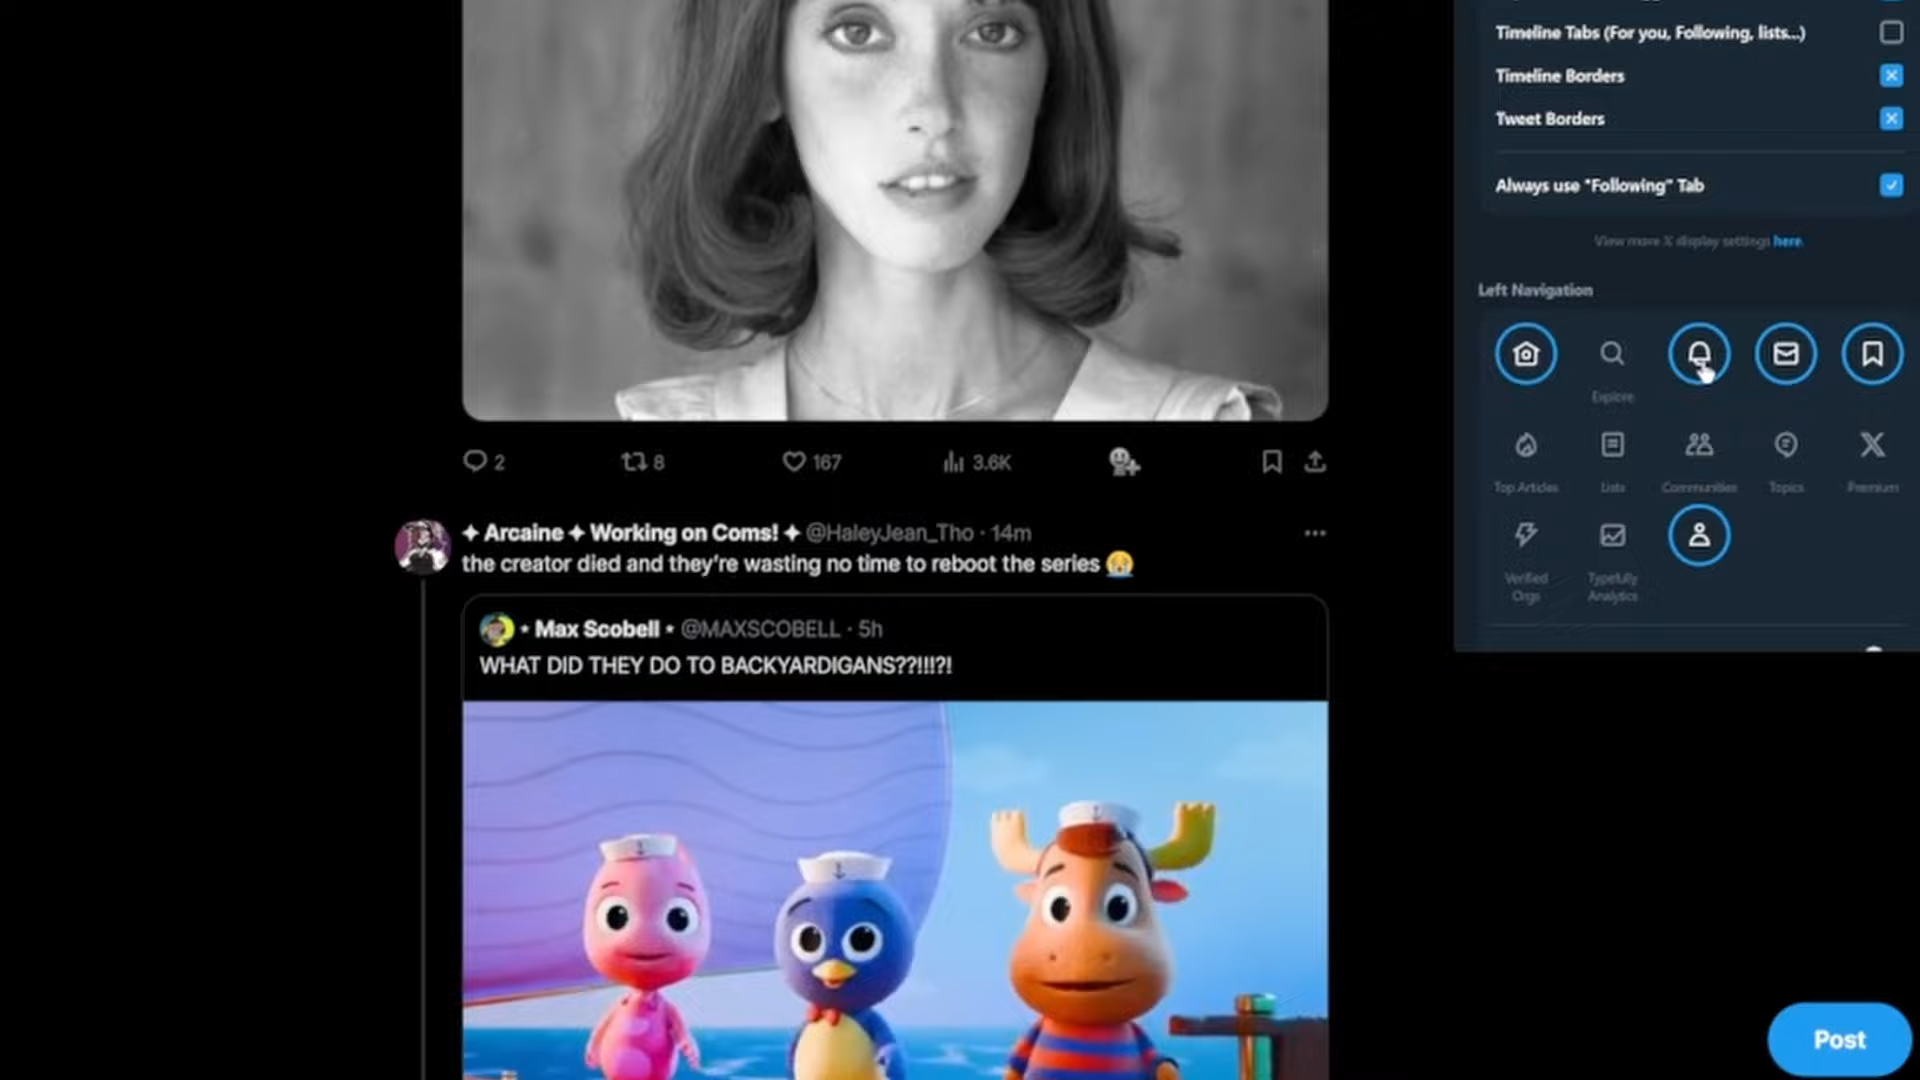 Timeline Tabs (For you, Following, lists...)
Timeline Borders
Tweet Borders
Always use "Following" Tab
View more X display settings here.
Left Navigation
Explore
Top Articles Lists Communities Topics Premium
Verified Orgs
Typefully Analytics
2 8 167 3.6K
✦ Arcaine ✦ Working on Coms! ✦ @HaleyJean_Tho · 14m
the creator died and they're wasting no time to reboot the series 😭
⋆ Max Scobell ⋆ @MAXSCOBELL · 5h
WHAT DID THEY DO TO BACKYARDIGANS??!!!?!
Post